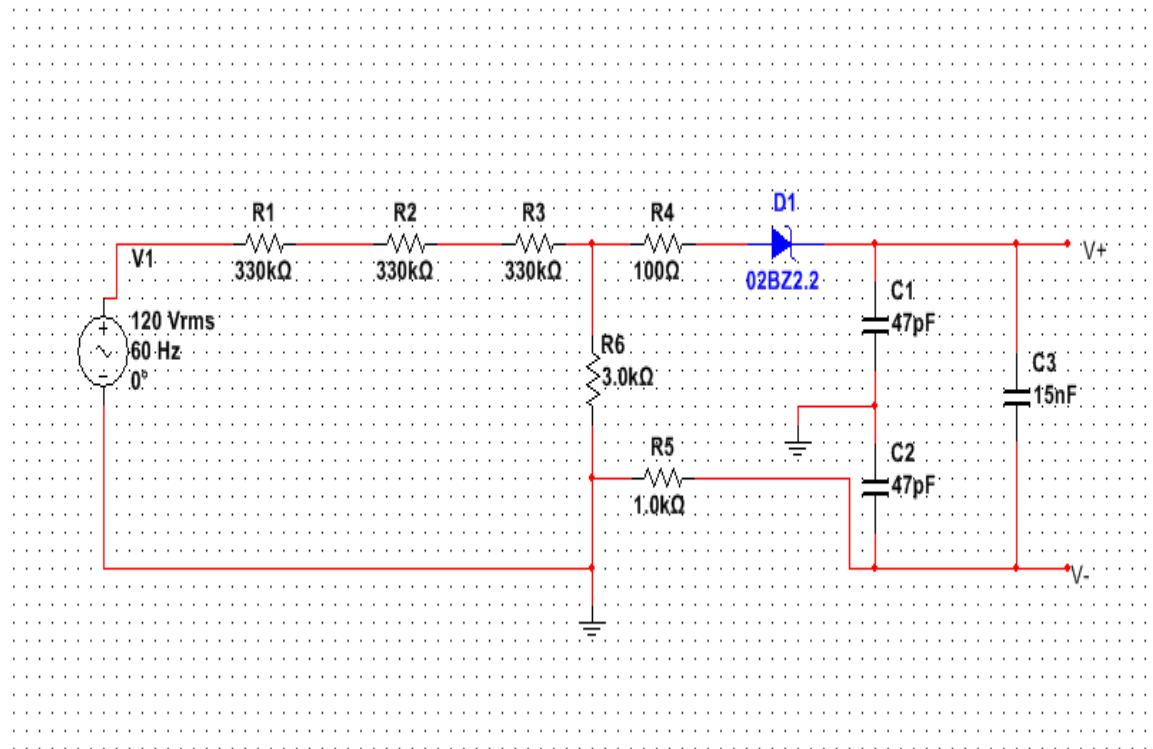 D1
R1
R2
R3
R4
V1
330kΩ
330kΩ
330kΩ
100Ω
02BZ2.2
V+
C1
47pF
120 Vrms
60 Hz
0°
R6
3.0kΩ
C3
15nF
R5
1.0kΩ
C2
47pF
V-